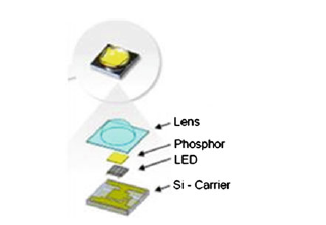 Lens
Phosphor
LED
Si - Carrier